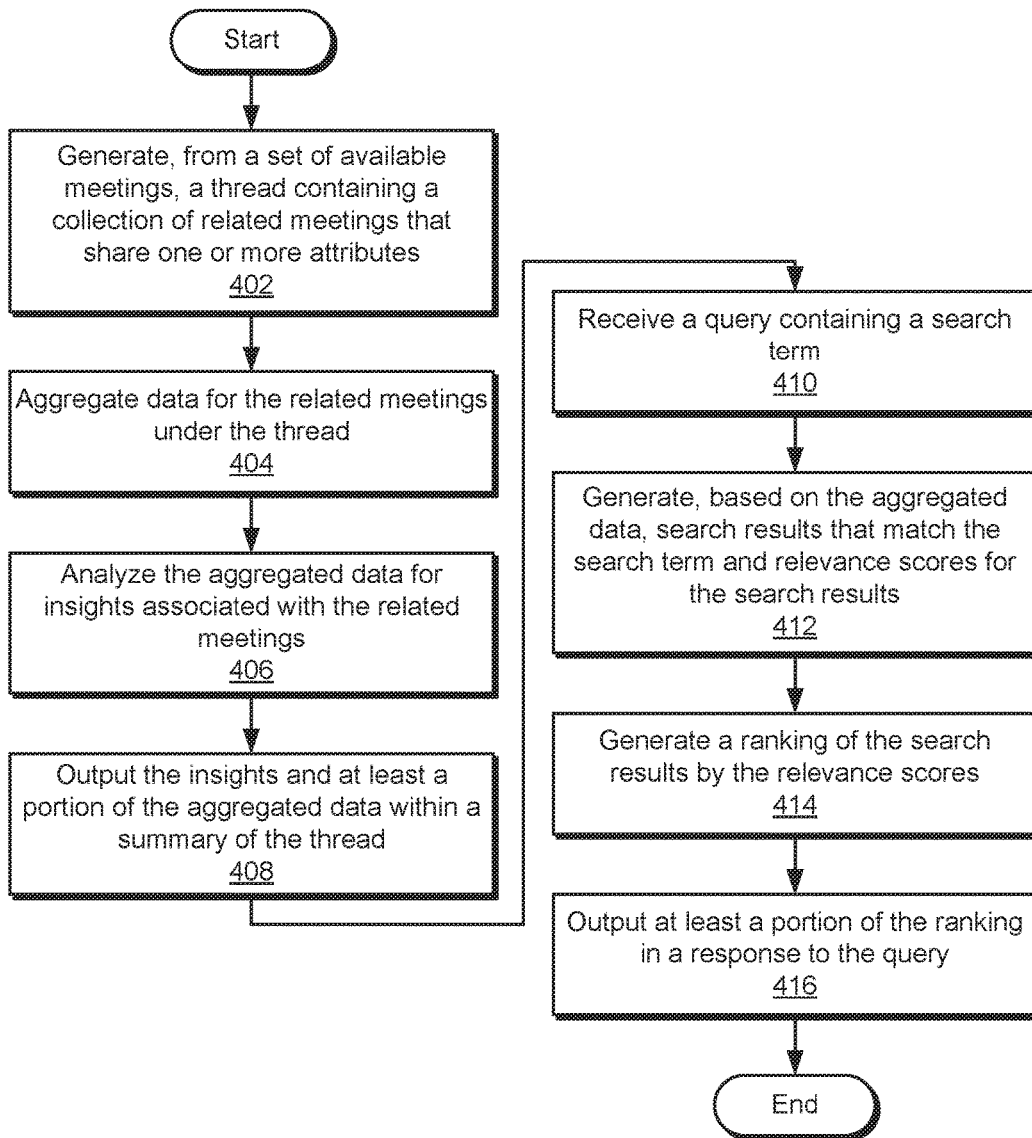 Start
Generate, from a set of available
meetings, a thread containing a
collection of related meetings that
share one or more attributes
402
Aggregate data for the related meetings
under the thread
404
Analyze the aggregated data for
insights associated with the related
meetings
406
Output the insights and at least a
portion of the aggregated data within a
summary of the thread
408
Receive a query containing a search
term
410
Generate, based on the aggregated
data, search results that match the
search term and relevance scores for
the search results
412
Generate a ranking of the search
results by the relevance scores
414
Output at least a portion of the ranking
in a response to the query
416
End